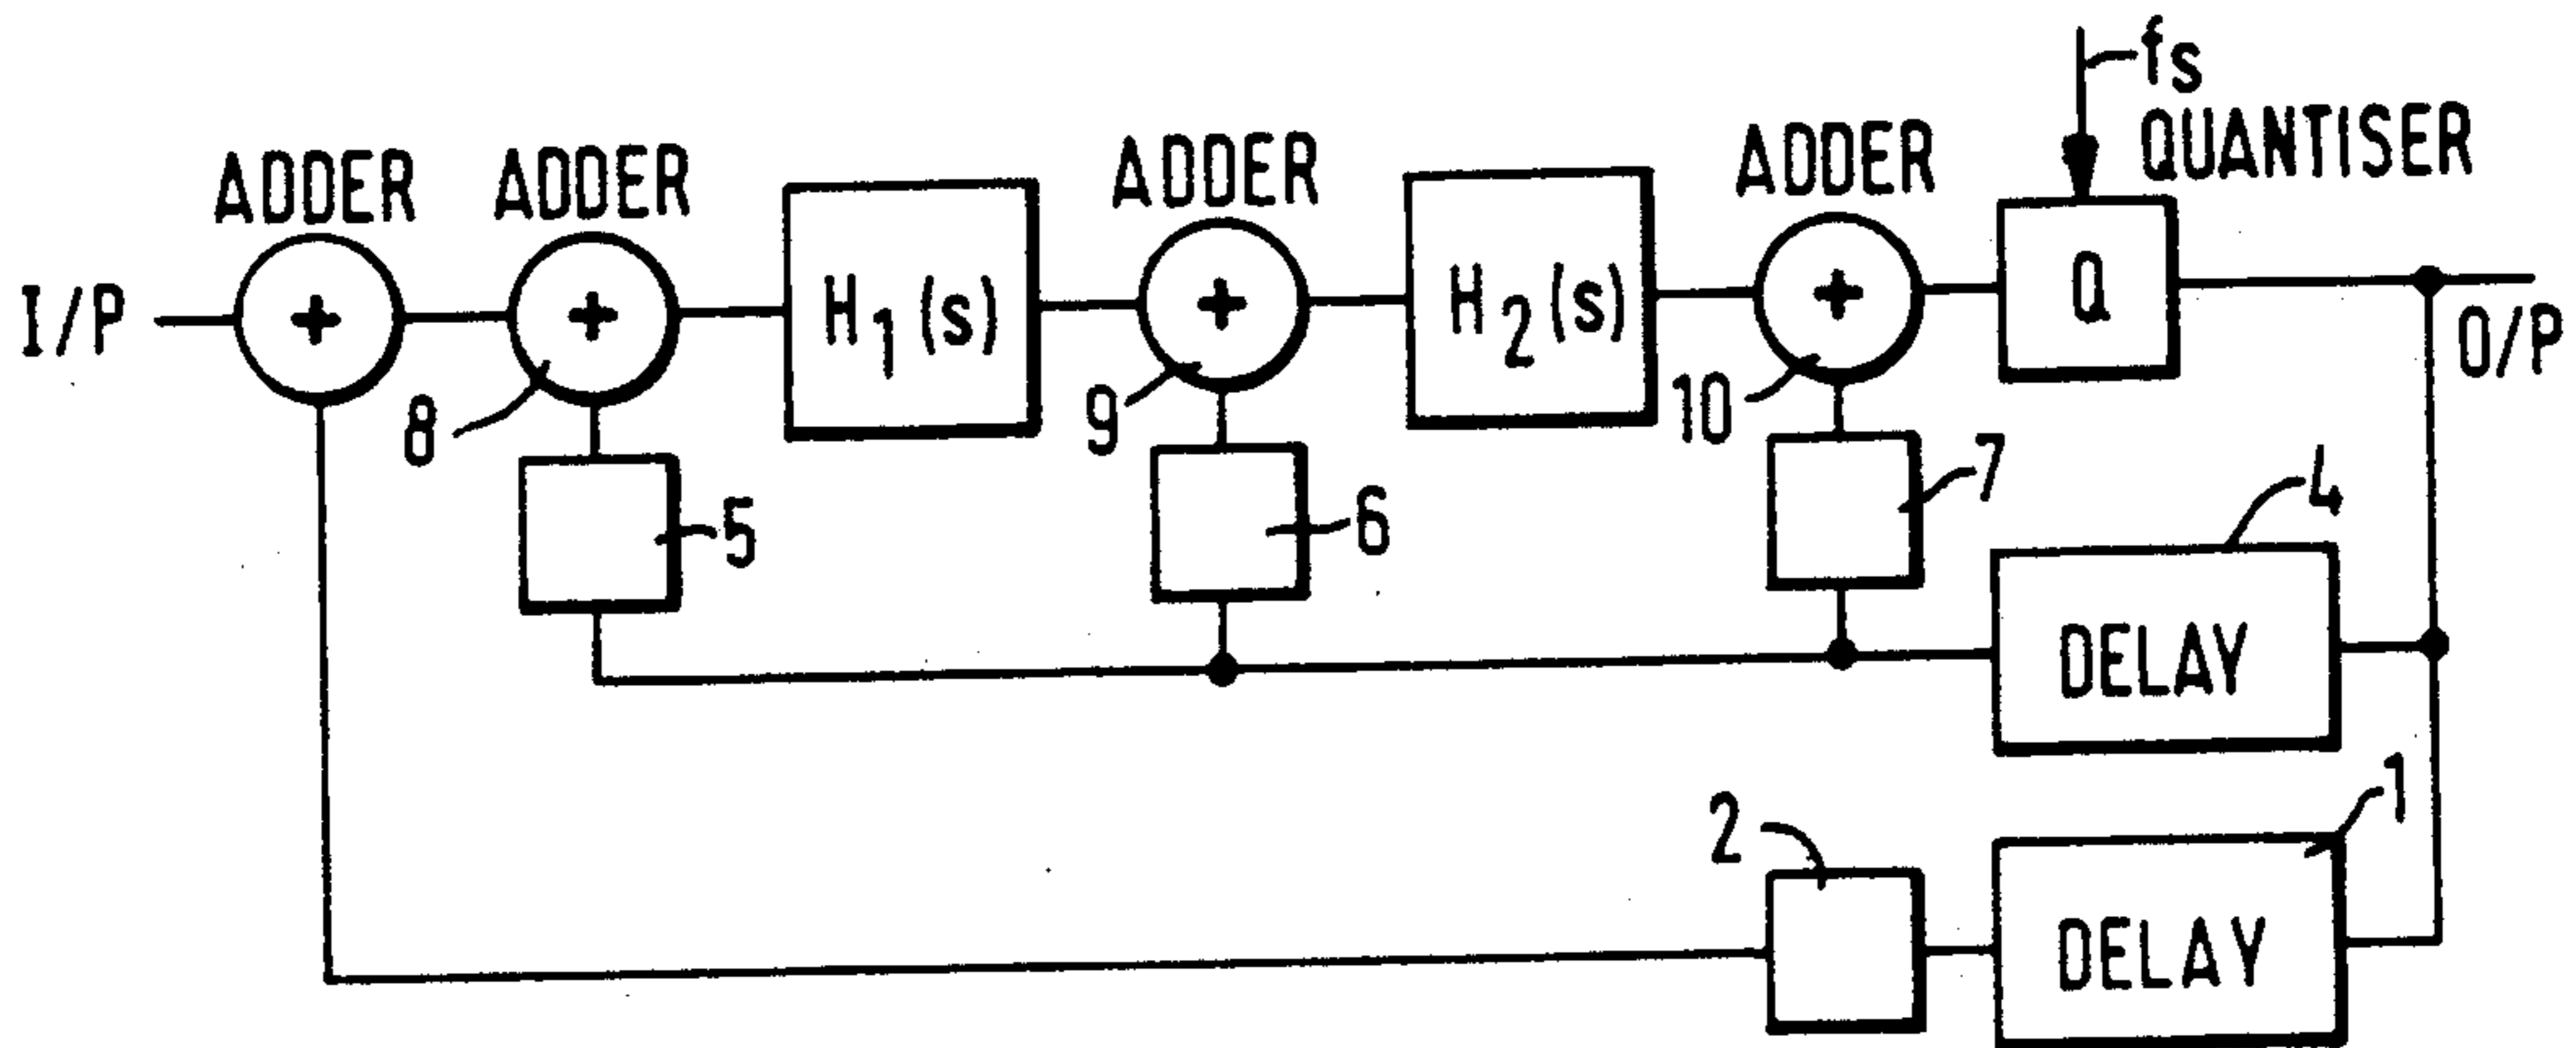 fs
QUANTISER
ADDER ADDER ADDER ADDER
I/P + + H1(s) + H2(s) + Q O/P
8 9 10
5 6 7 4
DELAY
2 1
DELAY